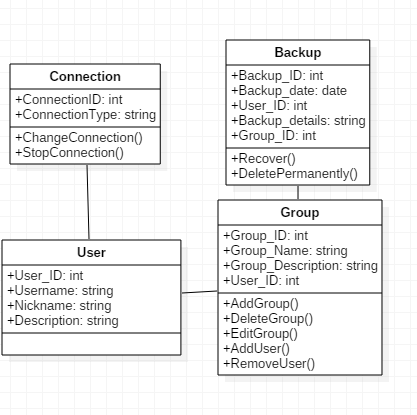 Connection
+ConnectionID: int
+ConnectionType: string
+ChangeConnection()
+StopConnection()
Backup
+Backup_ID: int
+Backup_date: date
+User_ID: int
+Backup_details: string
+Group_ID: int
+Recover()
+DeletePermanently()
User
+User_ID: int
+Username: string
+Nickname: string
+Description: string
Group
+Group_ID: int
+Group_Name: string
+Group_Description: string
+User_ID: int
+AddGroup()
+DeleteGroup()
+EditGroup()
+AddUser()
+RemoveUser()